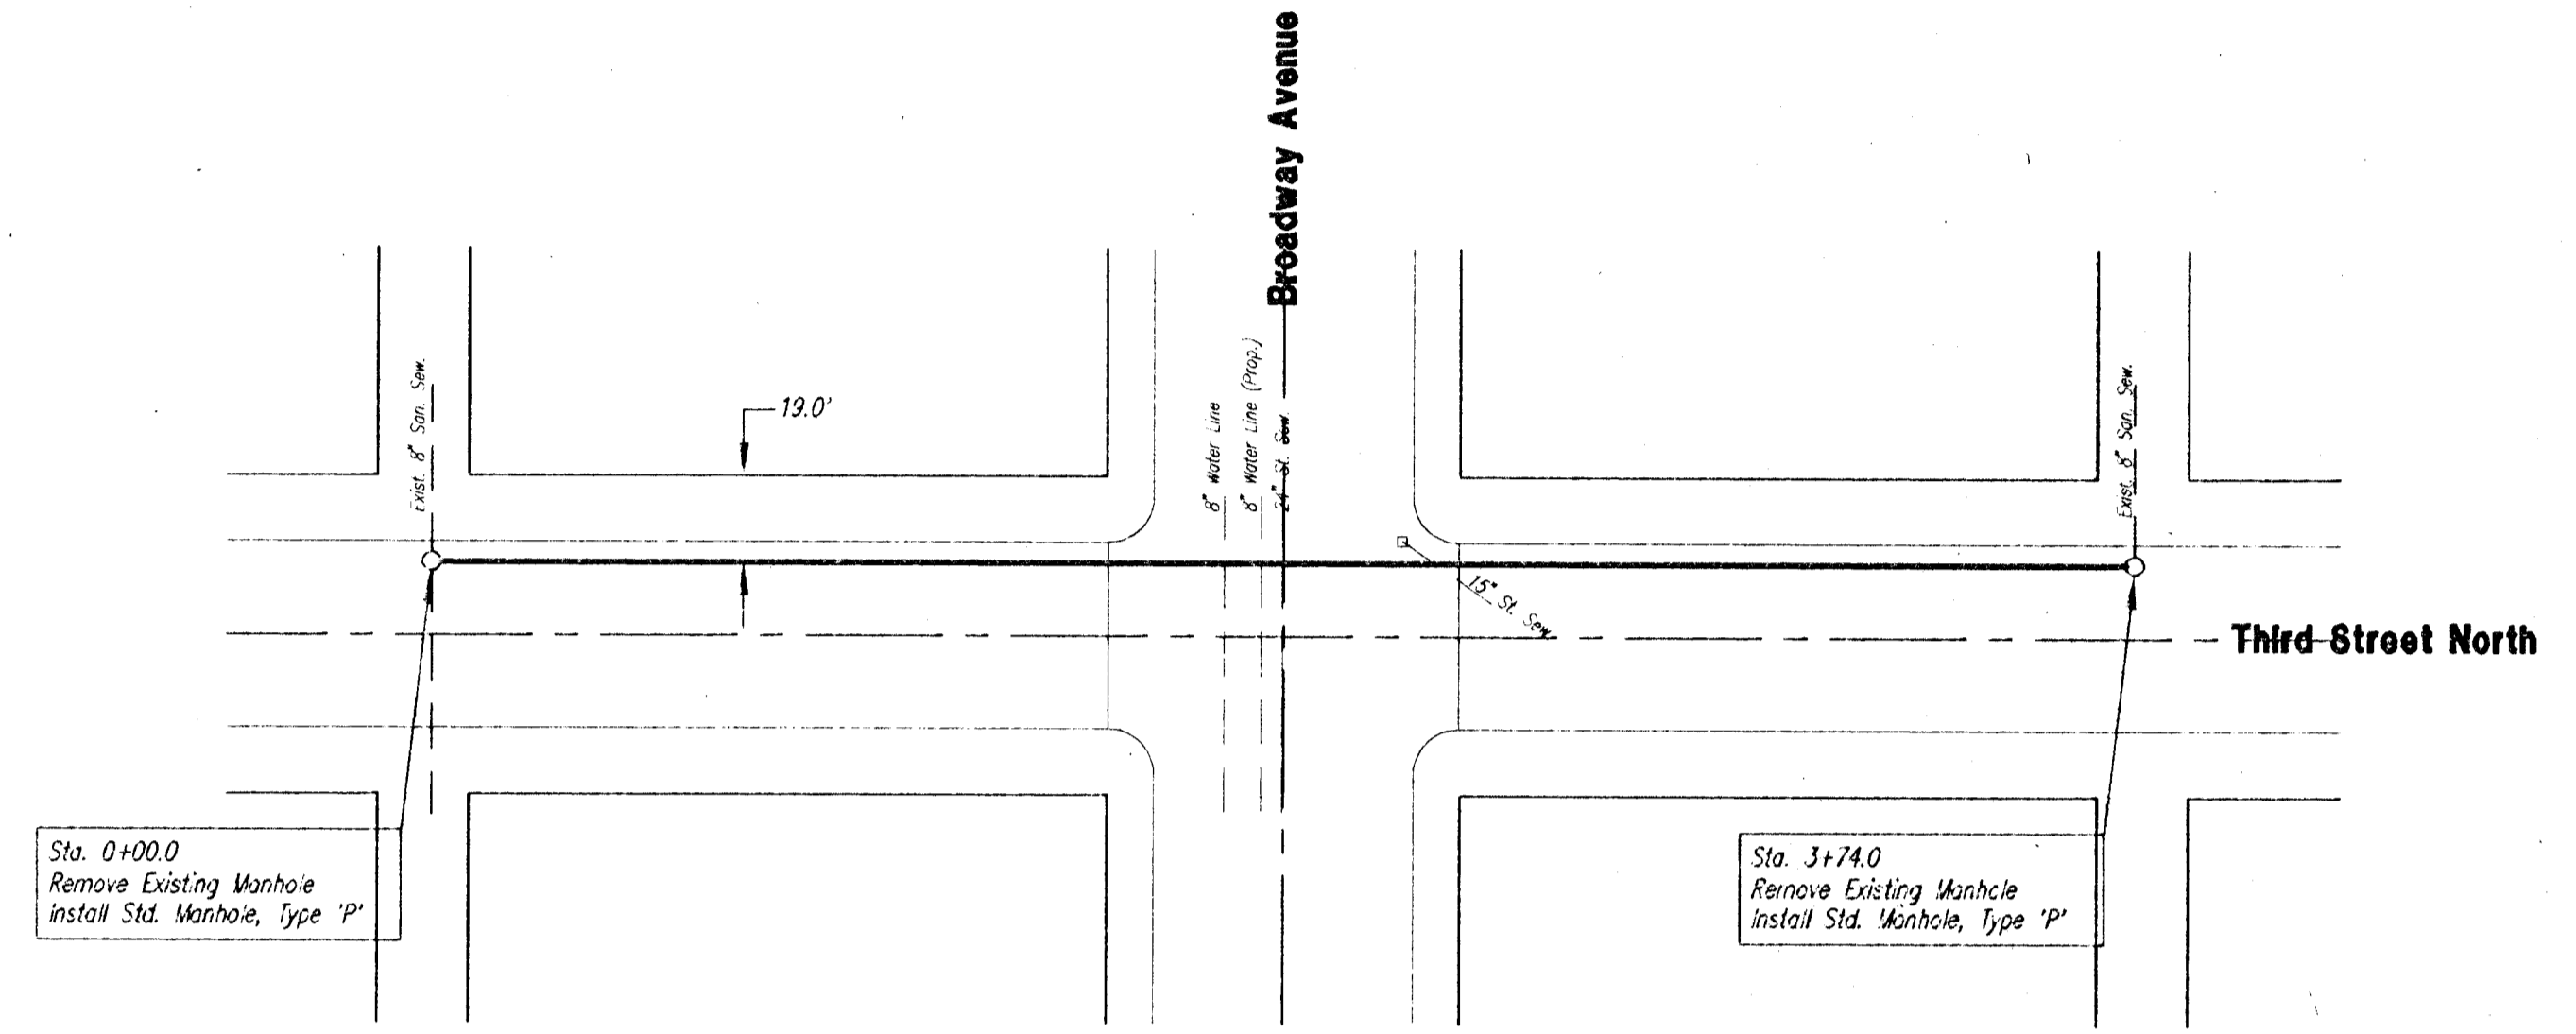 Broadway Avenue
Exist. 8" San. Sew.
19.0'
8" Water Line
8" Water Line (Prop.)
24" St. Sew.
Exist. 8" San. Sew.
15" St. Sew.
Third Street North
Sta. 0+00.0
Remove Existing Manhole
Install Std. Manhole, Type 'P'
Sta. 3+74.0
Remove Existing Manhole
Install Std. Manhole, Type 'P'